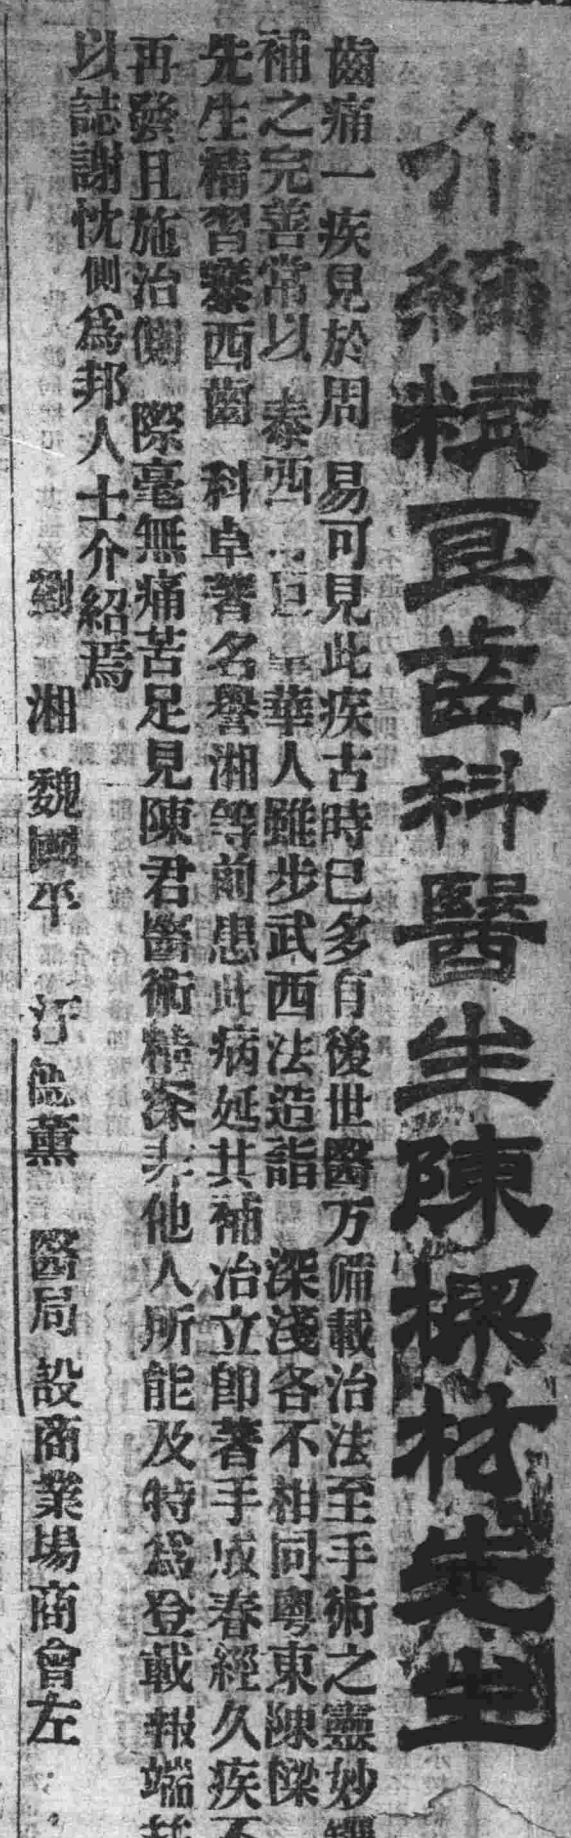 介紹精良齒科醫生陳樑材先生
齒痛一疾見於周易可見此疾古時已多有後世醫方備載治法至手術之靈妙鑲
補之完善常以泰西巨華人雖步武西法造詣深淺各不相同粵東陳樑
先生精習泰西齒科卓著名譽湘等前患此病延其補治立即著手成春經久疾不
再發且施治之際毫無痛苦足見陳君醫術精深非他人所能及特爲登載報端
以誌謝忱側爲邦人士介紹焉
劉湘 魏國平 汙薰 醫局設商業場商會左